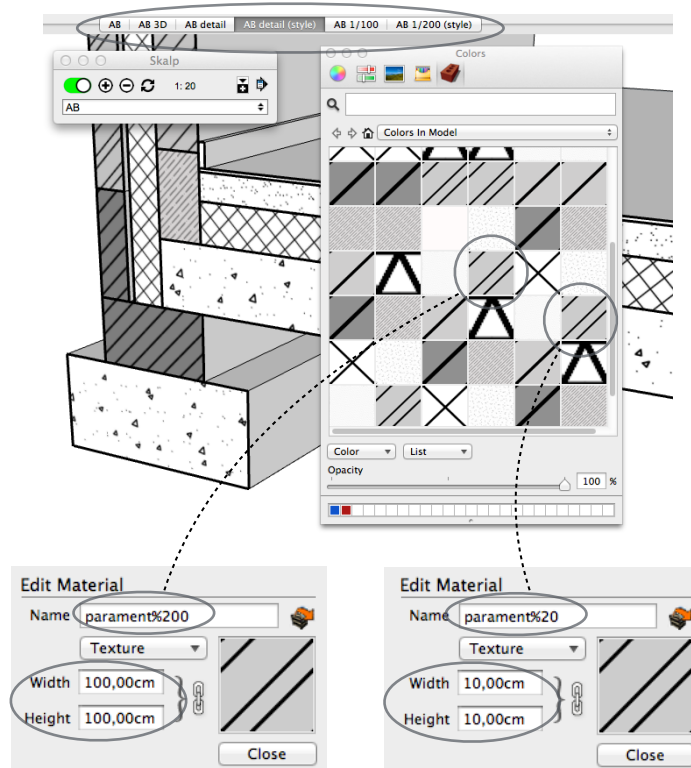 AB AB 3D AB detail AB detail (style) AB 1/100 AB 1/200 (style)
Skalp
1: 20
AB
Colors
Colors In Model
Color List
Opacity
100 %
Edit Material
Name parament%200
Texture
Width 100,00cm
Height 100,00cm
Close
Edit Material
Name parament%20
Texture
Width 10,00cm
Height 10,00cm
Close